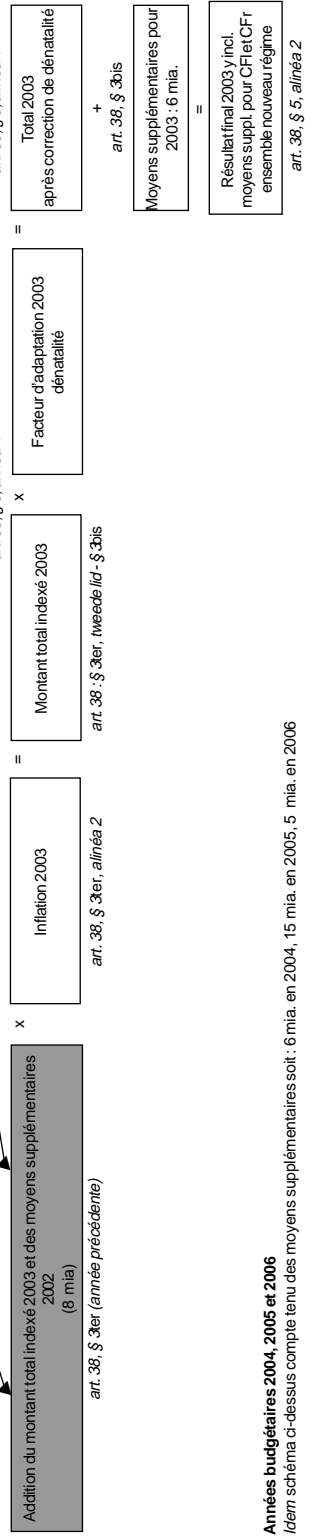 Addition du montant total indexé 2003 et des moyens supplémentaires
2002
(8 mia)
art. 38, § 3ter (année précédente)
x
Inflation 2003
art. 38, § 3ter, alinéa 2
=
Montant total indexé 2003
art. 38 : § 3ter, tweede lid - § 3bis
x
Facteur d'adaptation 2003
dénatalité
=
Total 2003
après correction de dénatalité
+
art. 38, § 3bis
Moyens supplémentaires pour
2003 : 6 mia.
=
Résultat final 2003 y incl.
moyens suppl. pour CFl et CFr
ensemble nouveau régime
art. 38, § 5, alinéa 2
Années budgétaires 2004, 2005 et 2006
Idem schéma ci-dessus compte tenu des moyens supplémentaires soit : 6 mia. en 2004, 15 mia. en 2005, 5 mia. en 2006